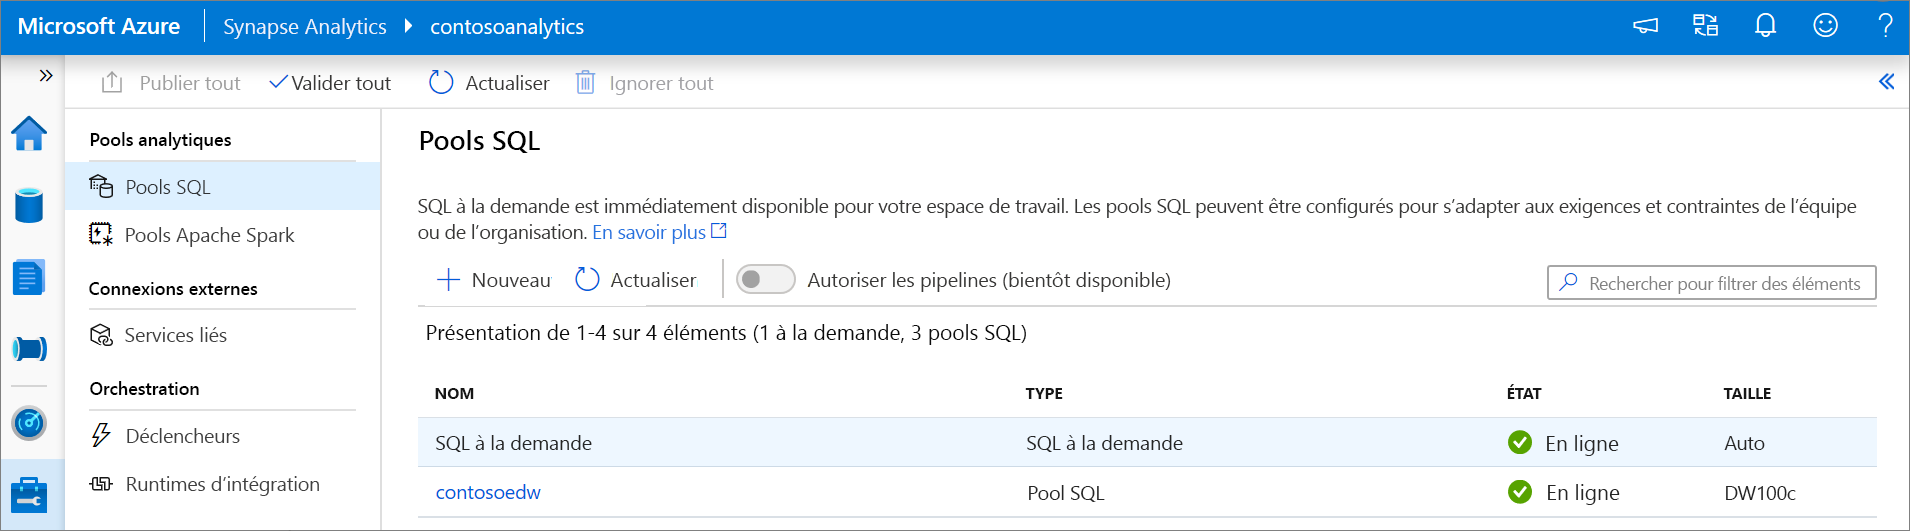 Microsoft Azure Synapse Analytics contosoanalytics
Publier tout Valider tout Actualiser Ignorer tout
Pools analytiques
Pools SQL
Pools Apache Spark
Connexions externes
Services liés
Orchestration
Déclencheurs
Runtimes d’intégration
Pools SQL
SQL à la demande est immédiatement disponible pour votre espace de travail. Les pools SQL peuvent être configurés pour s’adapter aux exigences et contraintes de l’équipe
ou de l’organisation. En savoir plus
Nouveau Actualiser Autoriser les pipelines (bientôt disponible) Rechercher pour filtrer des éléments
Présentation de 1-4 sur 4 éléments (1 à la demande, 3 pools SQL)
NOM TYPE ÉTAT TAILLE
SQL à la demande SQL à la demande En ligne Auto
contosoedw Pool SQL En ligne DW100c